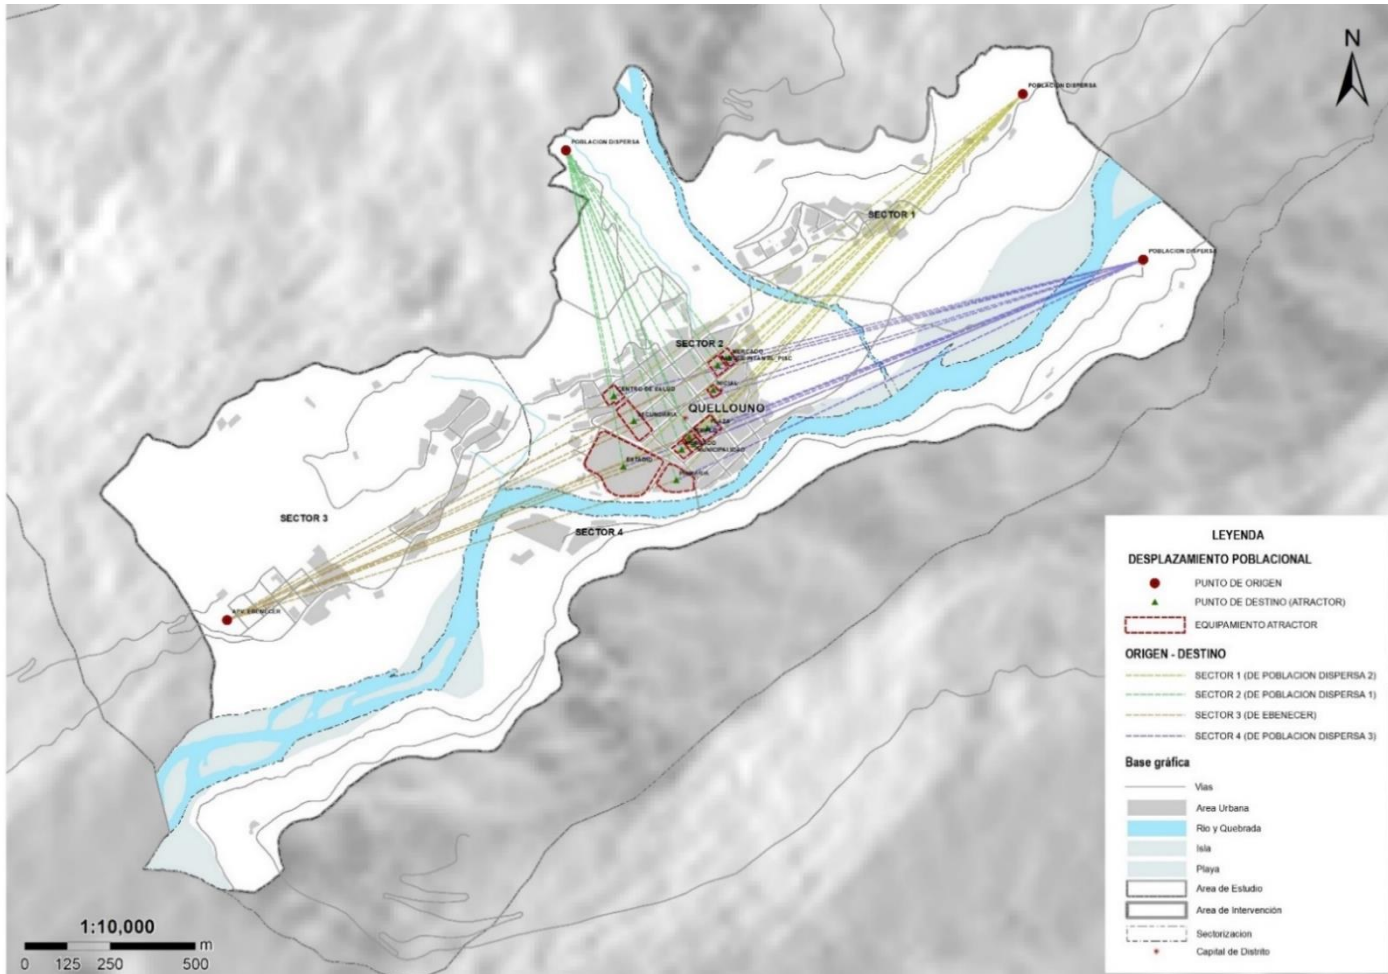 N
POBLACION DISPERSA
POBLACION DISPERSA
SECTOR 1
POBLACION DISPERSA
SECTOR 2
MERCADO
CENTRO DE SALUD
QUELLOUNO
SECUNDARIA
MUNICIPALIDAD
ESTADIO
SECTOR 3
SECTOR 4
APV. EBENECER
LEYENDA
DESPLAZAMIENTO POBLACIONAL
PUNTO DE ORIGEN
PUNTO DE DESTINO (ATRACTOR)
EQUIPAMIENTO ATRACTOR
ORIGEN - DESTINO
SECTOR 1 (DE POBLACION DISPERSA 2)
SECTOR 2 (DE POBLACION DISPERSA 1)
SECTOR 3 (DE EBENECER)
SECTOR 4 (DE POBLACION DISPERSA 3)
Base gráfica
Vias
Area Urbana
Rio y Quebrada
Isla
Playa
Area de Estudio
Area de Intervención
Sectorizacion
Capital de Distrito
1:10,000
m
0 125 250 500